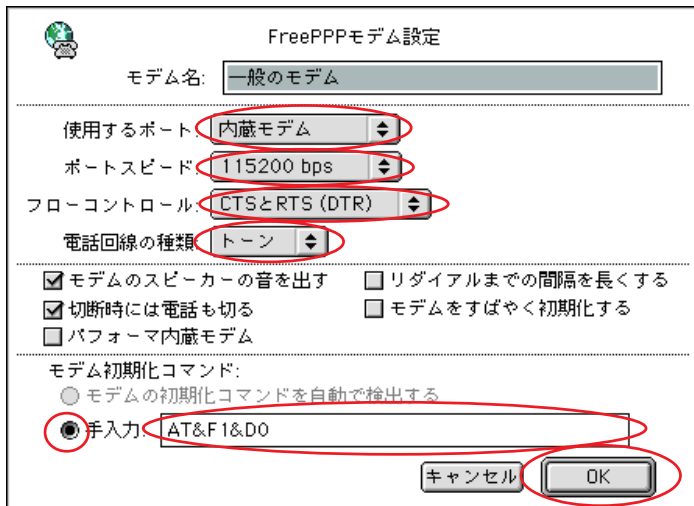 FreePPPモデム設定
モデム名: 一般のモデム
使用するポート: 内蔵モデム
ポートスピード: 115200 bps
フローコントロール: CTSとRTS (DTR)
電話回線の種類: トーン
モデムのスピーカーの音を出す リダイアルまでの間隔を長くする
切断時には電話も切る モデムをすばやく初期化する
パフォーマ内蔵モデム
モデム初期化コマンド:
モデムの初期化コマンドを自動で検出する
手入力: AT&F1&D0
キャンセル OK